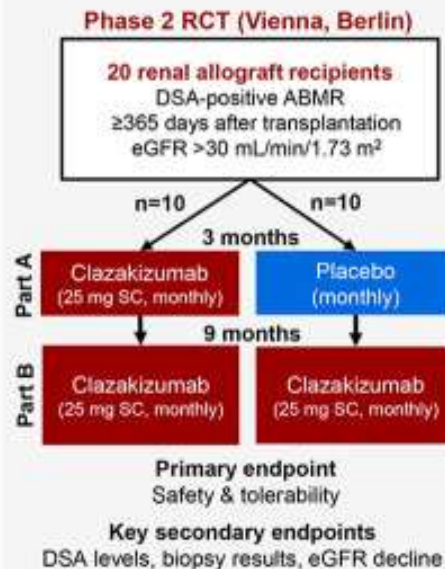 Phase 2 RCT (Vienna, Berlin)
20 renal allograft recipients
DSA-positive ABMR
≥365 days after transplantation
eGFR >30 mL/min/1.73 m²
n=10
n=10
3 months
Part A
Clazakizumab
(25 mg SC, monthly)
Placebo
(monthly)
9 months
Part B
Clazakizumab
(25 mg SC, monthly)
Clazakizumab
(25 mg SC, monthly)
Primary endpoint
Safety & tolerability
Key secondary endpoints
DSA levels, biopsy results, eGFR decline